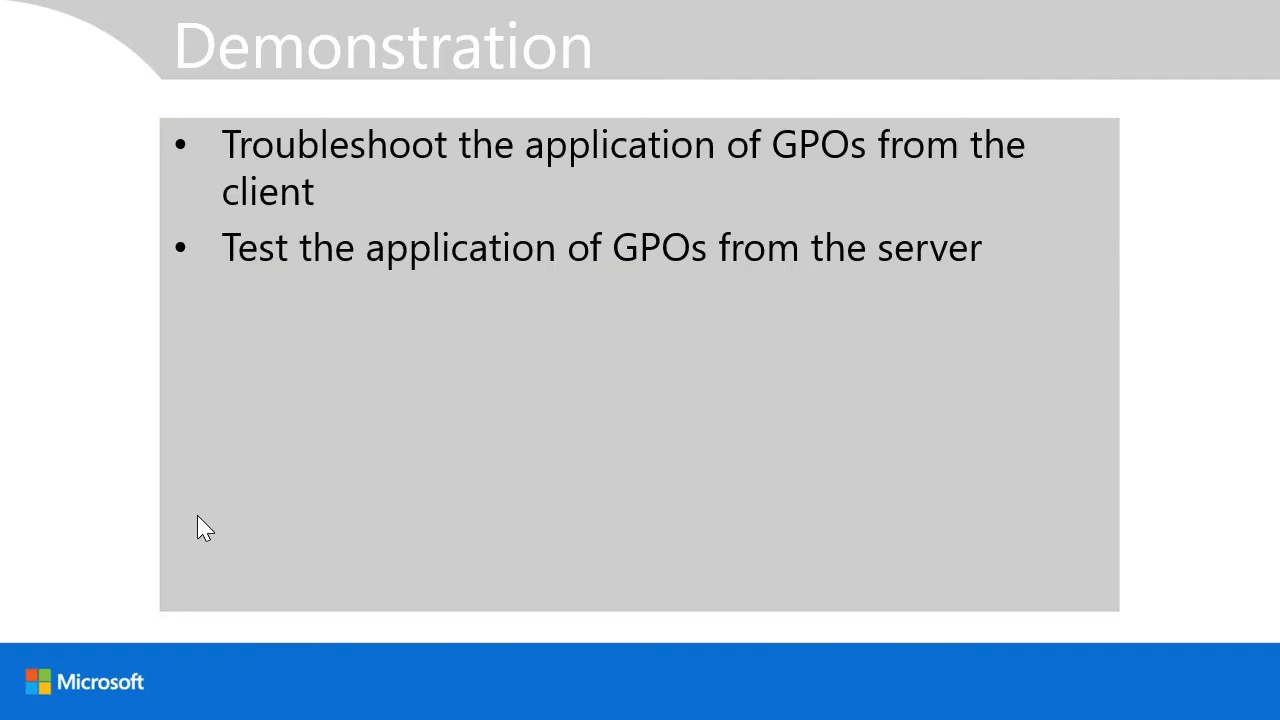 Demonstration
• Troubleshoot the application of GPOs from the
client
• Test the application of GPOs from the server
Microsoft